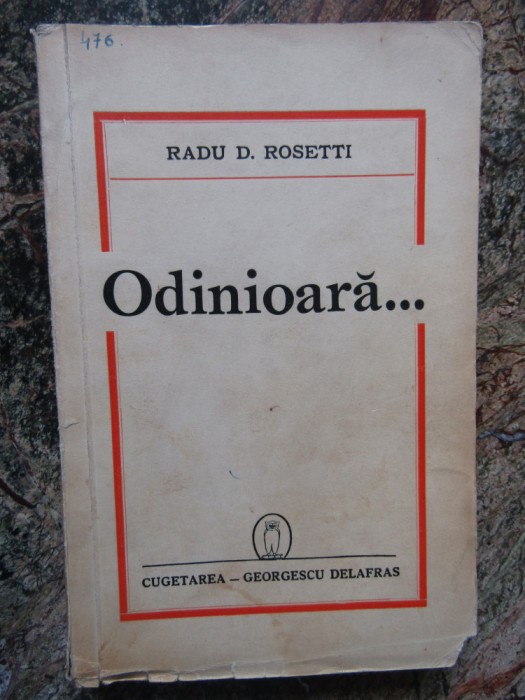 476.
RADU D. ROSETTI
Odinioară...
CUGETAREA – GEORGESCU DELAFRAS